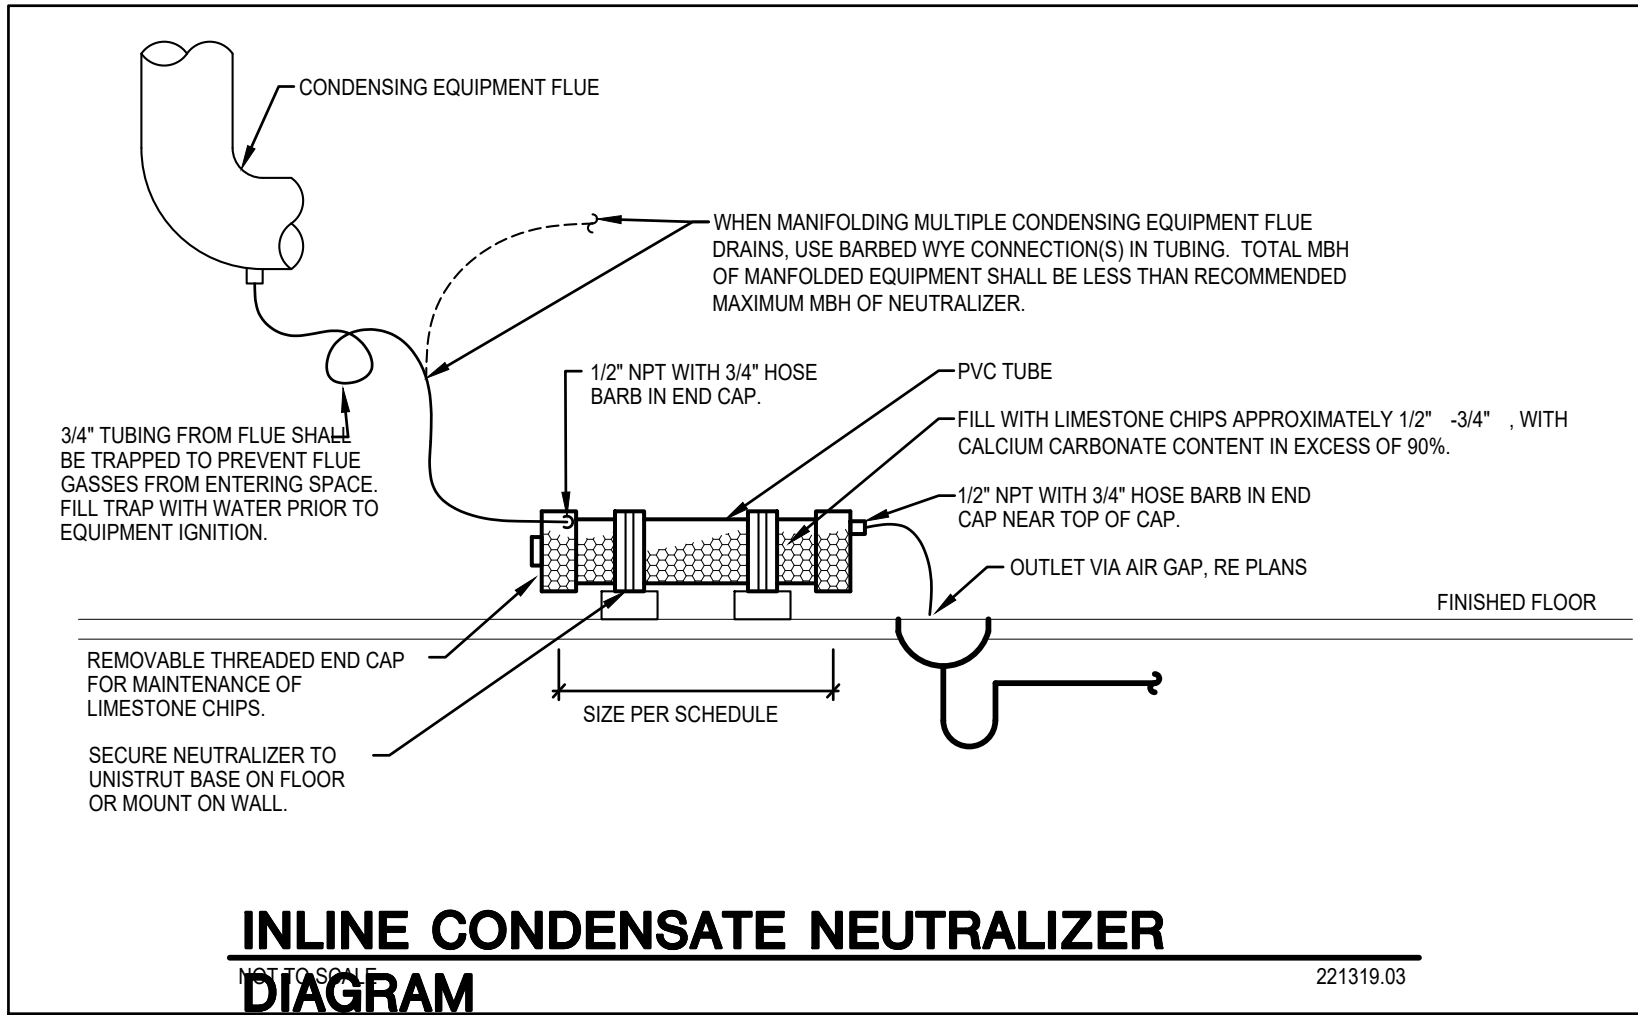 CONDENSING EQUIPMENT FLUE
WHEN MANIFOLDING MULTIPLE CONDENSING EQUIPMENT FLUE
DRAINS, USE BARBED WYE CONNECTION(S) IN TUBING. TOTAL MBH
OF MANFOLDED EQUIPMENT SHALL BE LESS THAN RECOMMENDED
MAXIMUM MBH OF NEUTRALIZER.
1/2" NPT WITH 3/4" HOSE
BARB IN END CAP.
PVC TUBE
FILL WITH LIMESTONE CHIPS APPROXIMATELY 1/2" -3/4" , WITH
CALCIUM CARBONATE CONTENT IN EXCESS OF 90%.
3/4" TUBING FROM FLUE SHALL
BE TRAPPED TO PREVENT FLUE
GASSES FROM ENTERING SPACE.
FILL TRAP WITH WATER PRIOR TO
EQUIPMENT IGNITION.
1/2" NPT WITH 3/4" HOSE BARB IN END
CAP NEAR TOP OF CAP.
OUTLET VIA AIR GAP, RE PLANS
FINISHED FLOOR
REMOVABLE THREADED END CAP
FOR MAINTENANCE OF
LIMESTONE CHIPS.
SIZE PER SCHEDULE
SECURE NEUTRALIZER TO
UNISTRUT BASE ON FLOOR
OR MOUNT ON WALL.
INLINE CONDENSATE NEUTRALIZER
DIAGRAM
NOT TO SCALE
221319.03